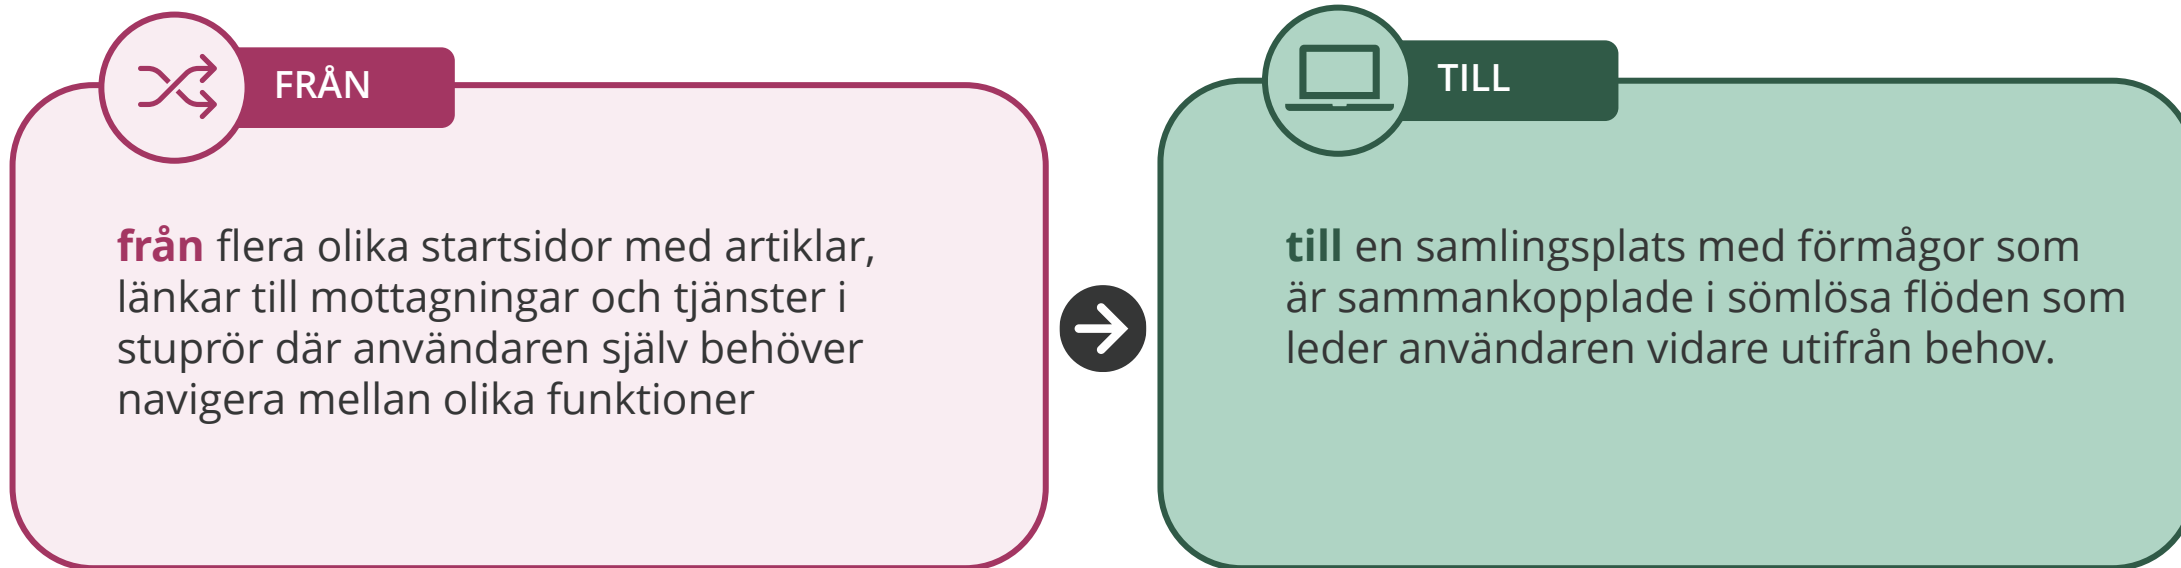 FRÅN
från flera olika startsidor med artiklar,
länkar till mottagningar och tjänster i
stuprör där användaren själv behöver
navigera mellan olika funktioner
TILL
till en samlingsplats med förmågor som
är sammankopplade i sömlösa flöden som
leder användaren vidare utifrån behov.